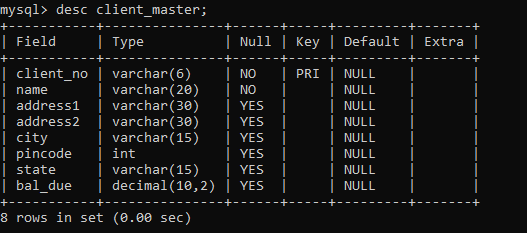 mysql> desc client_master;
+-----------+---------------+------+-----+---------+-------+
| Field     | Type          | Null | Key | Default | Extra |
+-----------+---------------+------+-----+---------+-------+
| client_no | varchar(6)    | NO   | PRI | NULL    |       |
| name      | varchar(20)   | NO   |     | NULL    |       |
| address1  | varchar(30)   | YES  |     | NULL    |       |
| address2  | varchar(30)   | YES  |     | NULL    |       |
| city      | varchar(15)   | YES  |     | NULL    |       |
| pincode   | int           | YES  |     | NULL    |       |
| state     | varchar(15)   | YES  |     | NULL    |       |
| bal_due   | decimal(10,2) | YES  |     | NULL    |       |
+-----------+---------------+------+-----+---------+-------+
8 rows in set (0.00 sec)